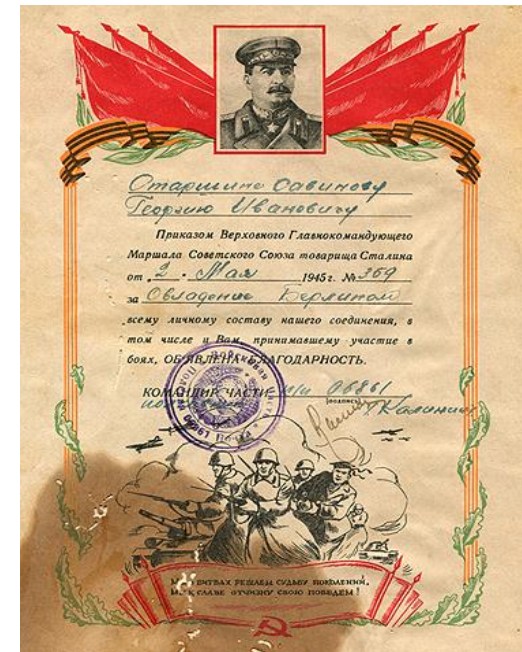 Старшине Савинову
Георгию Ивановичу
Приказом Верховного Главнокомандующего
Маршала Советского Союза товарища Сталина
от „2 · Мая 1945 г. № 359
за Овладение Берлином
всему личному составу нашего соединения, в
том числе и Вам, принимавшему участие в
боях, ОБЪЯВЛЕНА БЛАГОДАРНОСТЬ.
КОМАНДИР ЧАСТИ п/п 06861
(подпись) Калинин
БИТВАХ РЕШАЕМ СУДЬБУ ПОКОЛЕНИЙ,
К СЛАВЕ ОТЧИЗНУ СВОЮ ПОВЕДЕМ!